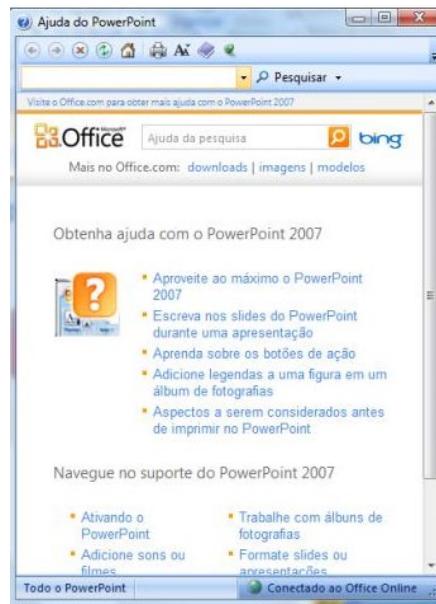 Ajuda do PowerPoint
Pesquisar
Visite o Office.com para obter mais ajuda com o PowerPoint 2007
Microsoft®
Office Ajuda da pesquisa bing
Mais no Office.com: downloads | imagens | modelos
Obtenha ajuda com o PowerPoint 2007
Aproveite ao máximo o PowerPoint
2007
Escreva nos slides do PowerPoint
durante uma apresentação
Aprenda sobre os botões de ação
Adicione legendas a uma figura em um
álbum de fotografias
Aspectos a serem considerados antes
de imprimir no PowerPoint
Navegue no suporte do PowerPoint 2007
Ativando o
PowerPoint
Adicione sons ou
filmes
Trabalhe com álbuns de
fotografias
Formate slides ou
apresentações
Todo o PowerPoint Conectado ao Office Online